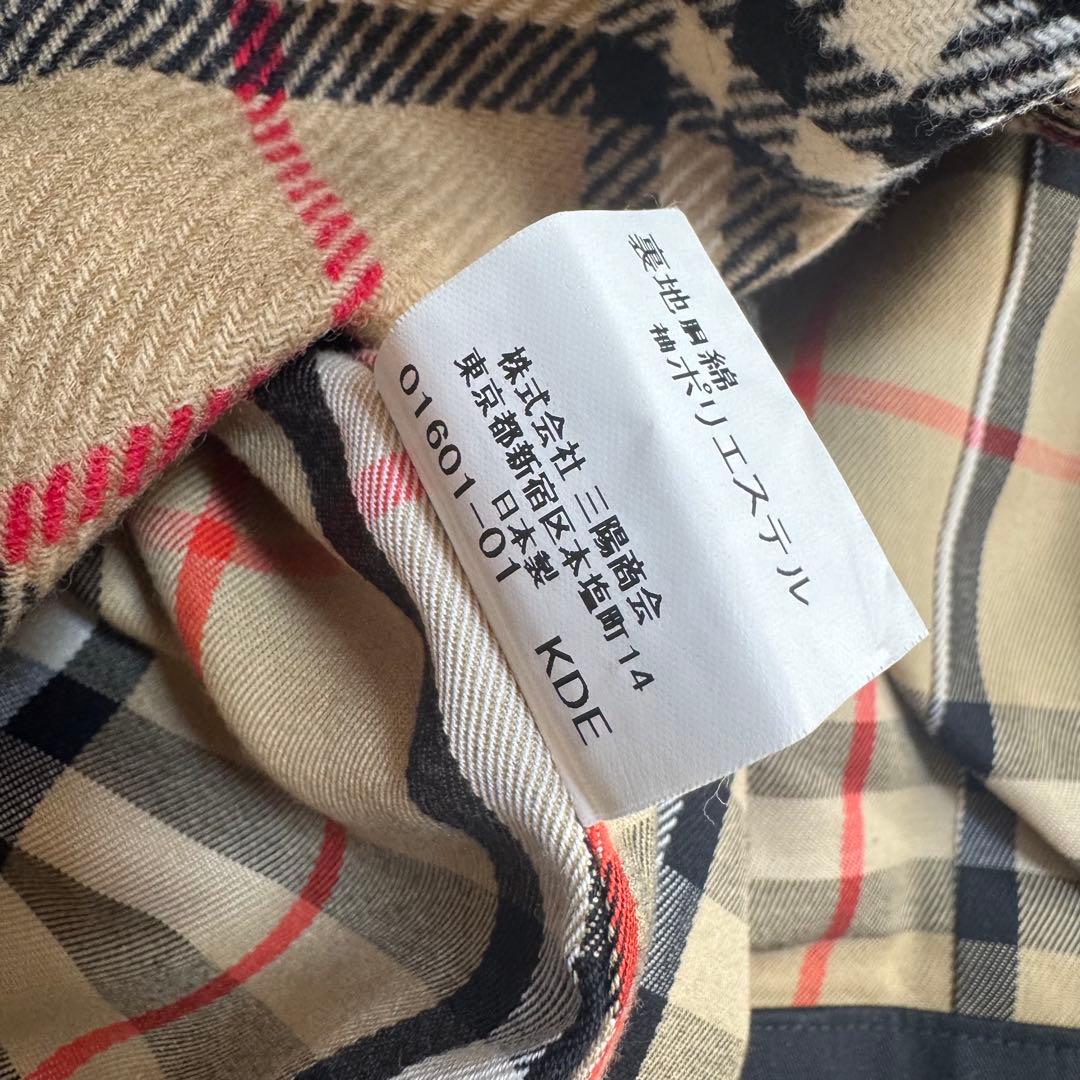 裏地 胴 綿
袖 ポリエステル
株式会社 三陽商会
東京都新宿区本塩町14
01601-01 日本製 KDE